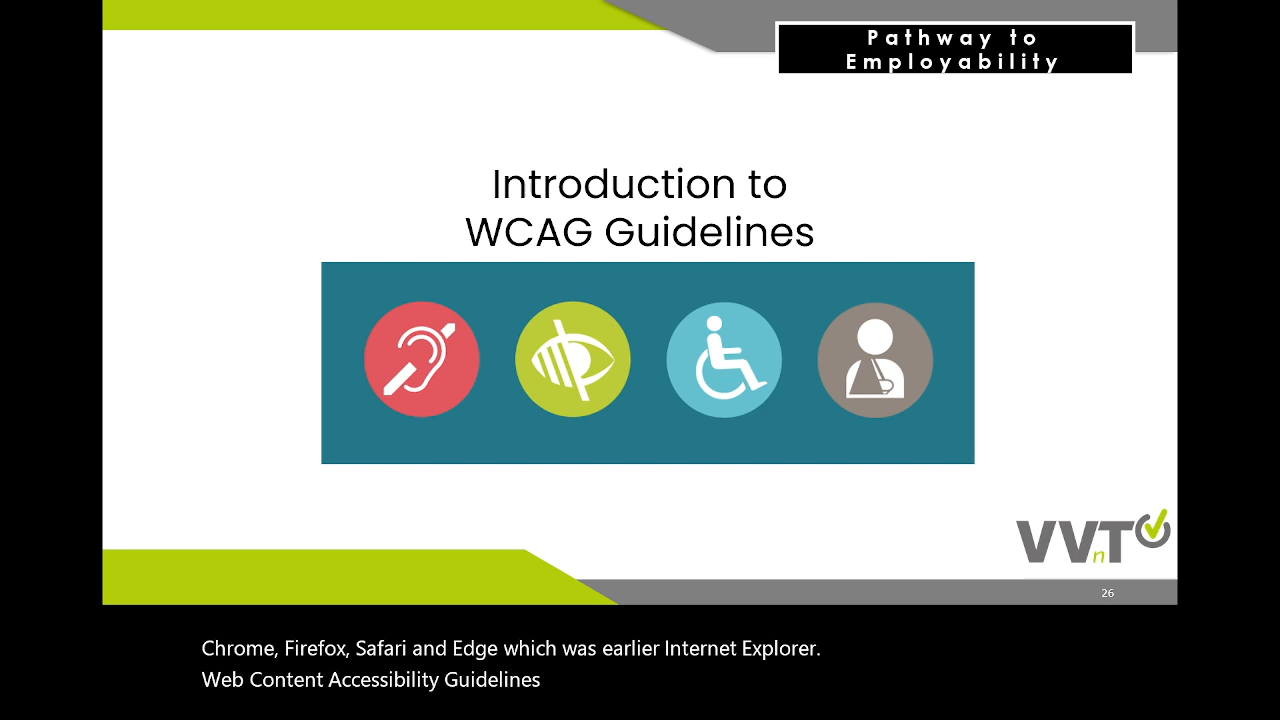 Pathway to
Employability
Introduction to
WCAG Guidelines
VVnT
26
Chrome, Firefox, Safari and Edge which was earlier Internet Explorer.
Web Content Accessibility Guidelines